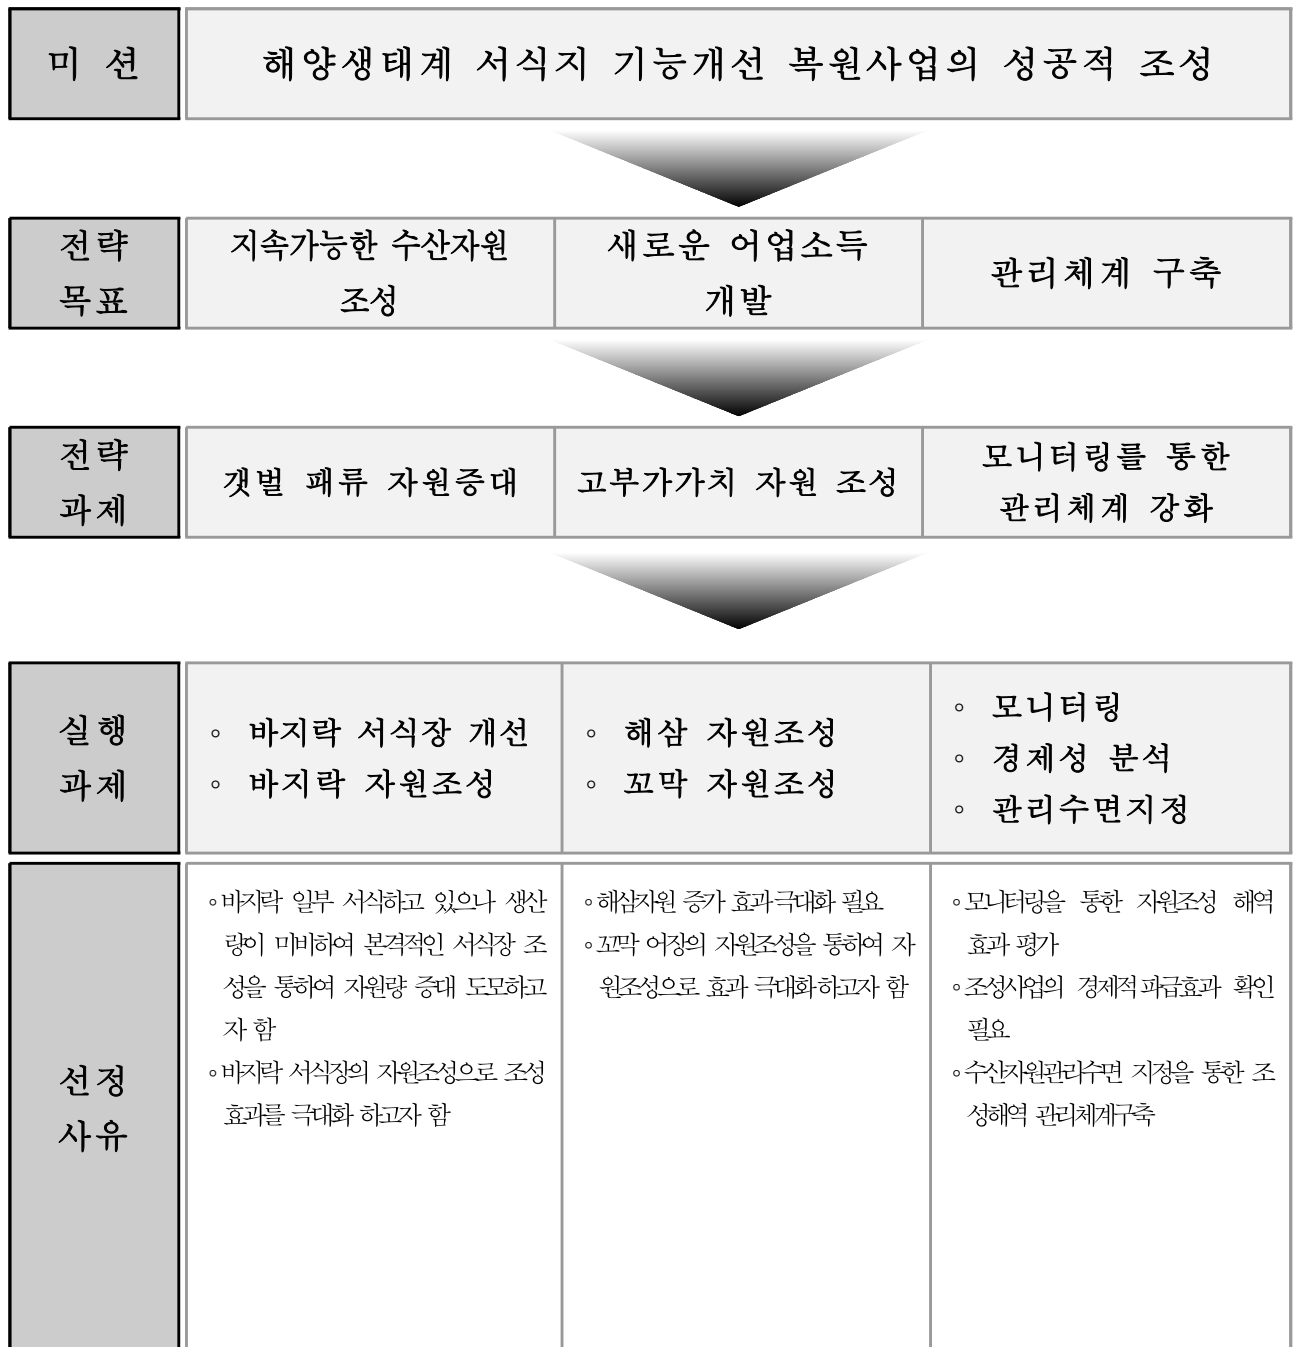 미 션
해양생태계 서식지 기능개선 복원사업의 성공적 조성
전략
목표
지속가능한 수산자원
조성
새로운 어업소득
개발
관리체계 구축
전략
과제
갯벌 패류 자원증대
고부가가치 자원 조성
모니터링를 통한
관리체계 강화
실행
과제
◦ 바지락 서식장 개선
◦ 바지락 자원조성
◦ 해삼 자원조성
◦ 꼬막 자원조성
◦ 모니터링
◦ 경제성 분석
◦ 관리수면지정
선정
사유
◦바지락 일부 서식하고 있으나 생산
량이 미비하여 본격적인 서식장 조
성을 통하여 자원량 증대 도모하고
자 함
◦바지락 서식장의 자원조성으로 조성
효과를 극대화 하고자 함
◦해삼자원 증가 효과극대화 필요
◦꼬막 어장의 자원조성을 통하여 자
원조성으로 효과 극대화하고자 함
◦모니터링을 통한 자원조성 해역
효과 평가
◦조성사업의 경제적파급효과 확인
필요
◦수산자원관리수면 지정을 통한 조
성해역 관리체계구축